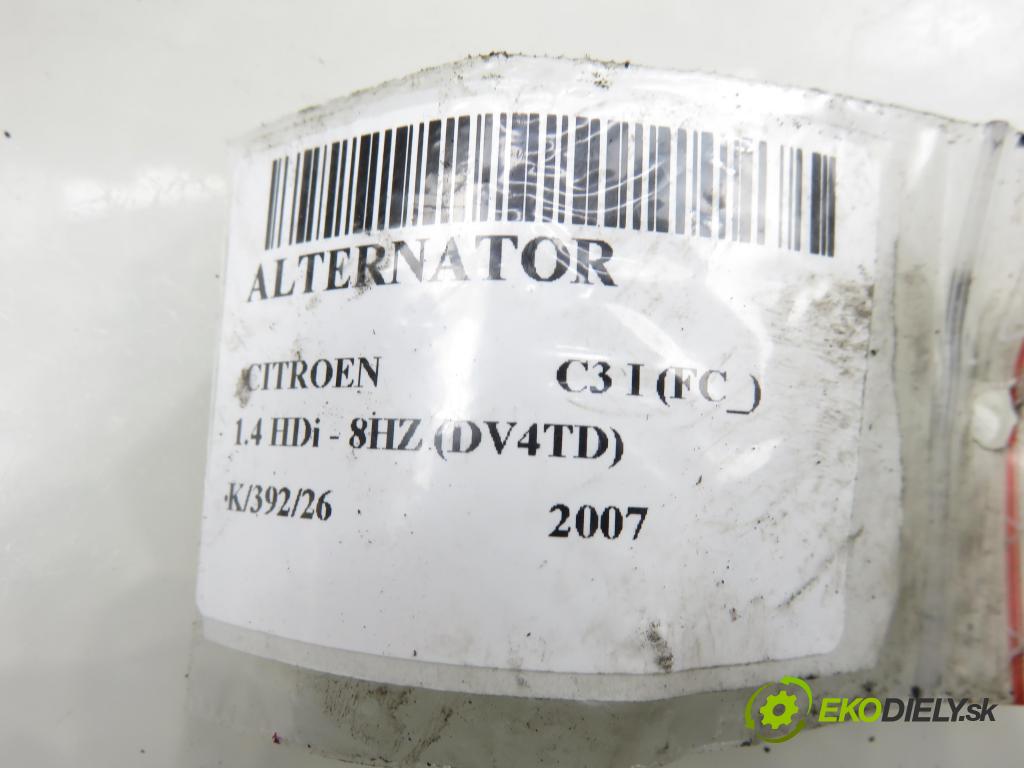 ALTERNATOR
CITROEN C3 I (FC_)
1.4 HDi - 8HZ (DV4TD)
K/392/26 2007
EKODIELY.sk